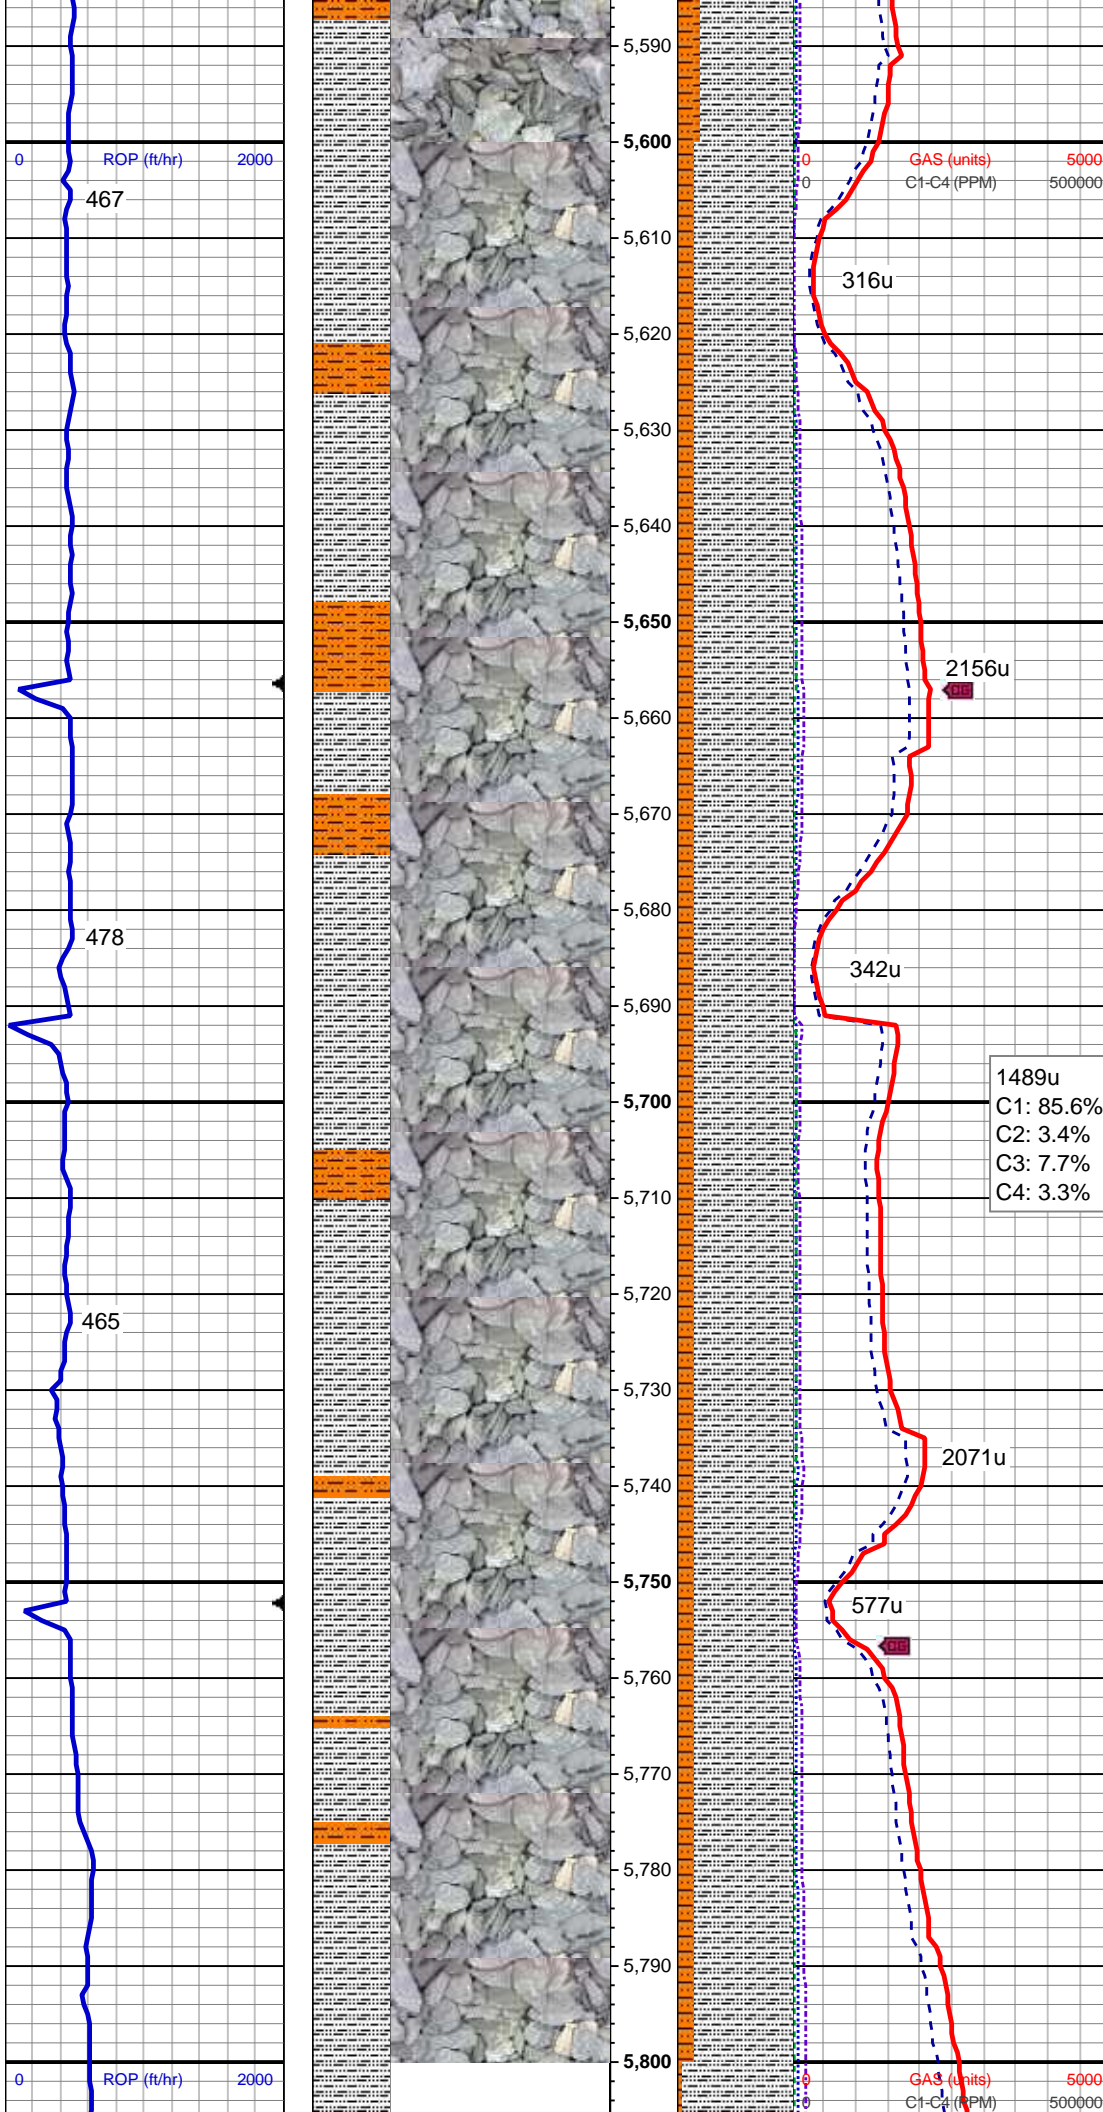 5,590
5,600
0 ROP (ft/hr) 2000
0 GAS (units) 5000
0 C1-C4 (PPM) 500000
467
5,610
316u
5,620
5,630
5,640
5,650
2156u
DG
5,660
5,670
5,680
478
342u
5,690
1489u
C1: 85.6%
C2: 3.4%
C3: 7.7%
C4: 3.3%
5,700
5,710
5,720
465
5,730
2071u
5,740
5,750
577u
DG
5,760
5,770
5,780
5,790
5,800
0 ROP (ft/hr) 2000
0 GAS (units) 5000
0 C1-C4 (PPM) 500000